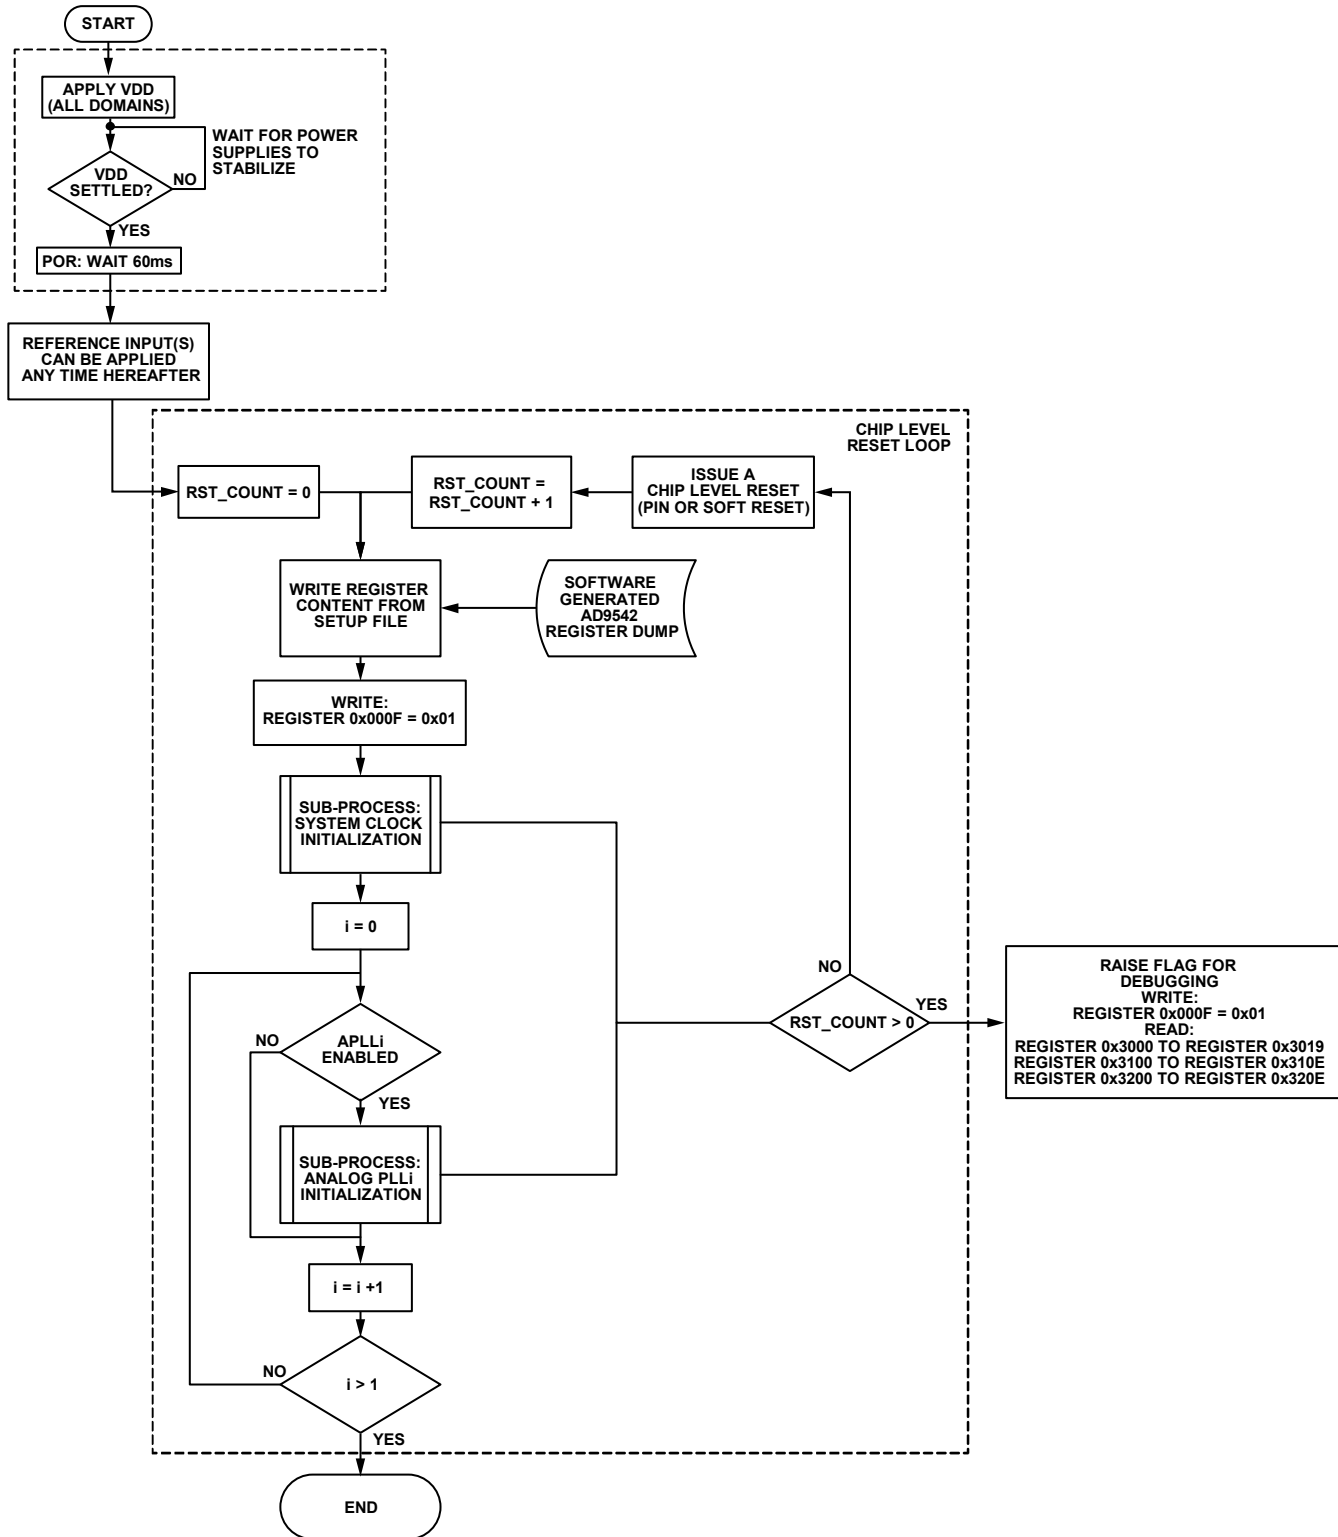 START
APPLY VDD
(ALL DOMAINS)
WAIT FOR POWER
SUPPLIES TO
STABILIZE
VDD
SETTLED?
NO
YES
POR: WAIT 60ms
REFERENCE INPUT(S)
CAN BE APPLIED
ANY TIME HEREAFTER
CHIP LEVEL
RESET LOOP
RST_COUNT = 0
RST_COUNT =
RST_COUNT + 1
ISSUE A
CHIP LEVEL RESET
(PIN OR SOFT RESET)
WRITE REGISTER
CONTENT FROM
SETUP FILE
SOFTWARE
GENERATED
AD9542
REGISTER DUMP
WRITE:
REGISTER 0x000F = 0x01
SUB-PROCESS:
SYSTEM CLOCK
INITIALIZATION
i = 0
NO
RST_COUNT > 0
YES
RAISE FLAG FOR
DEBUGGING
WRITE:
REGISTER 0x000F = 0x01
READ:
REGISTER 0x3000 TO REGISTER 0x3019
REGISTER 0x3100 TO REGISTER 0x310E
REGISTER 0x3200 TO REGISTER 0x320E
NO
APLLi
ENABLED
YES
SUB-PROCESS:
ANALOG PLLi
INITIALIZATION
i = i +1
NO
i > 1
YES
END